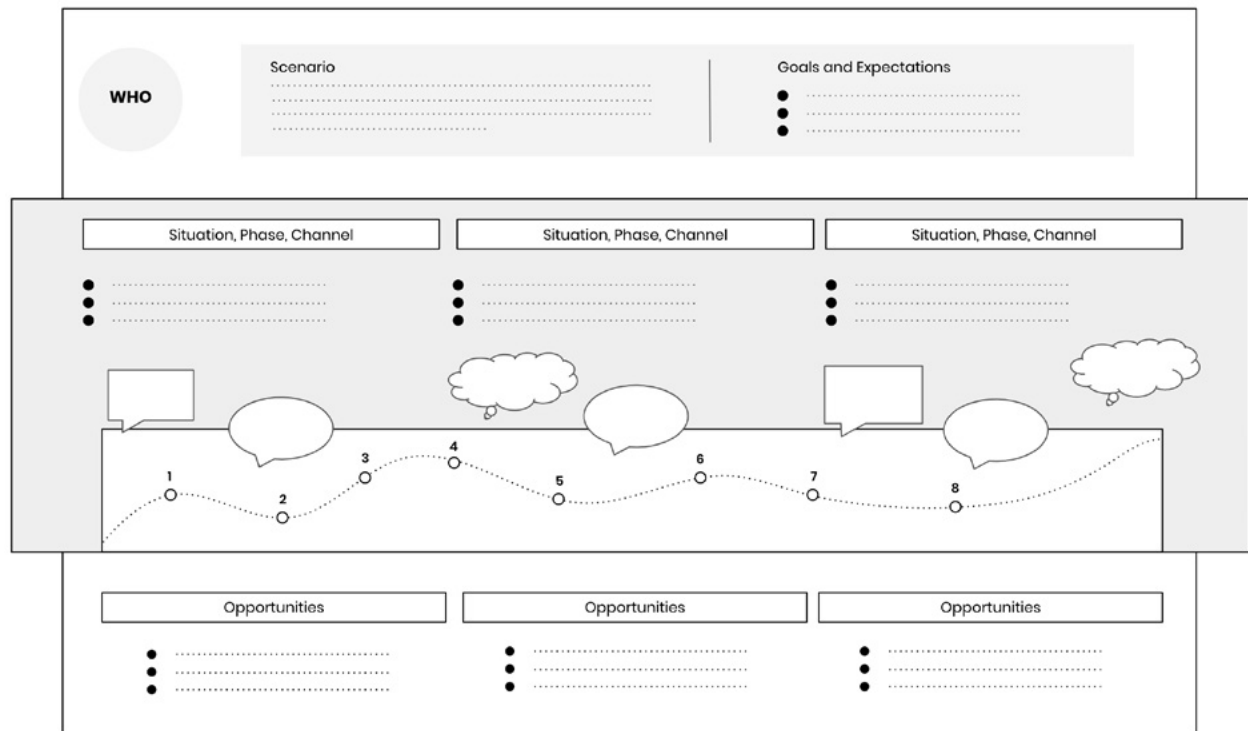 WHO
Scenario
Goals and Expectations
Situation, Phase, Channel
Situation, Phase, Channel
Situation, Phase, Channel
1
2
3
4
5
6
7
8
Opportunities
Opportunities
Opportunities